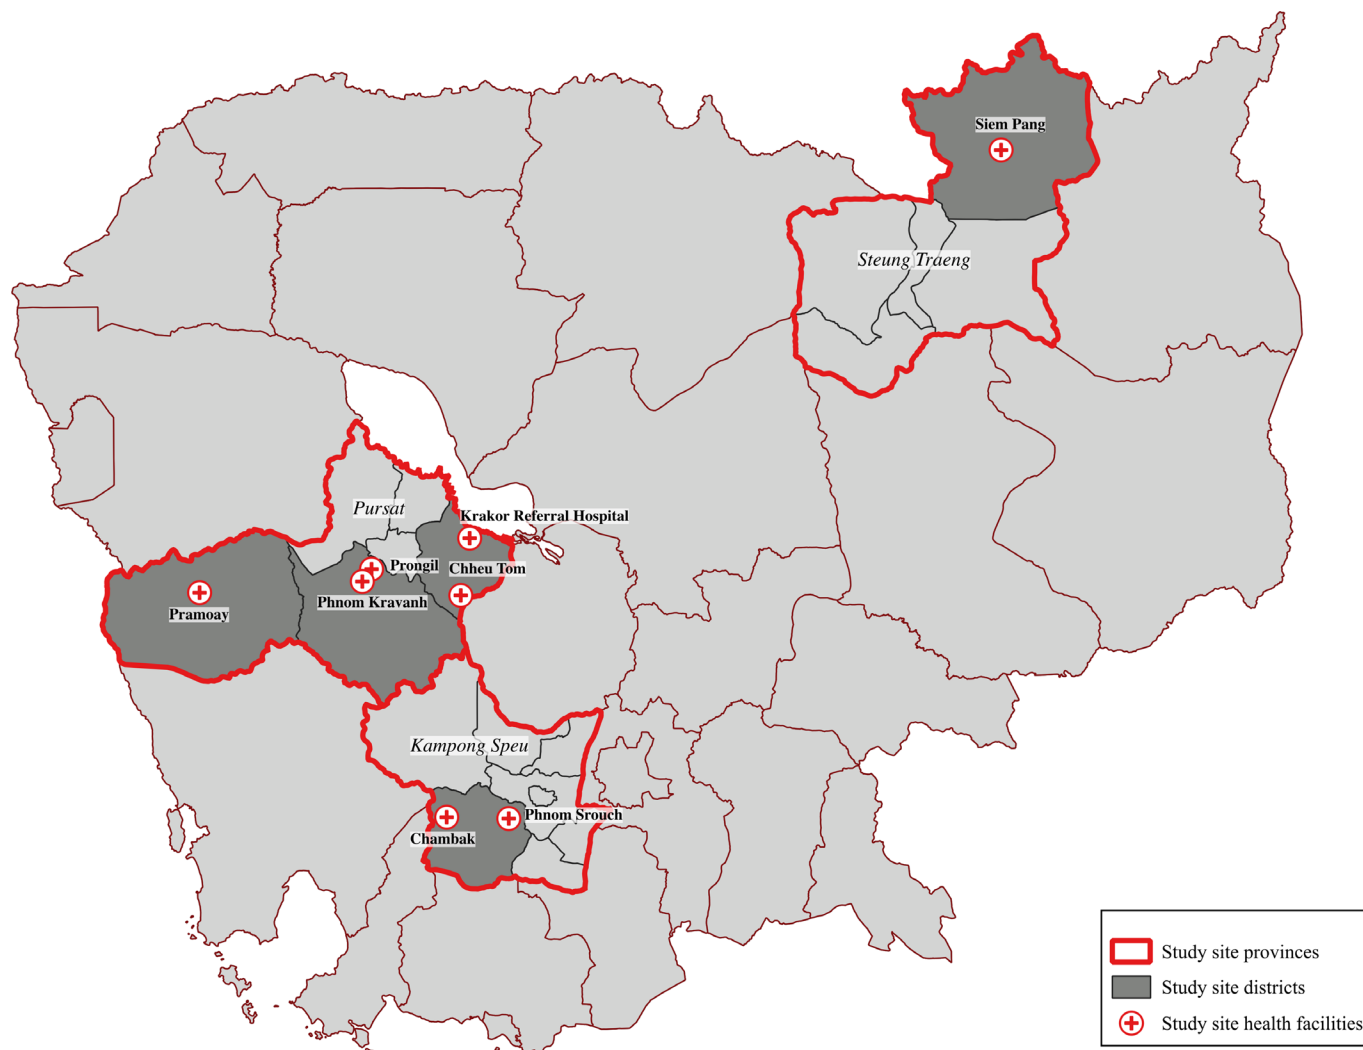 Siem Pang
Steung Traeng
Pursat
Krakor Referral Hospital
Prongil
Chheu Tom
Phnom Kravanh
Pramoay
Kampong Speu
Phnom Srouch
Chambak
Study site provinces
Study site districts
Study site health facilities